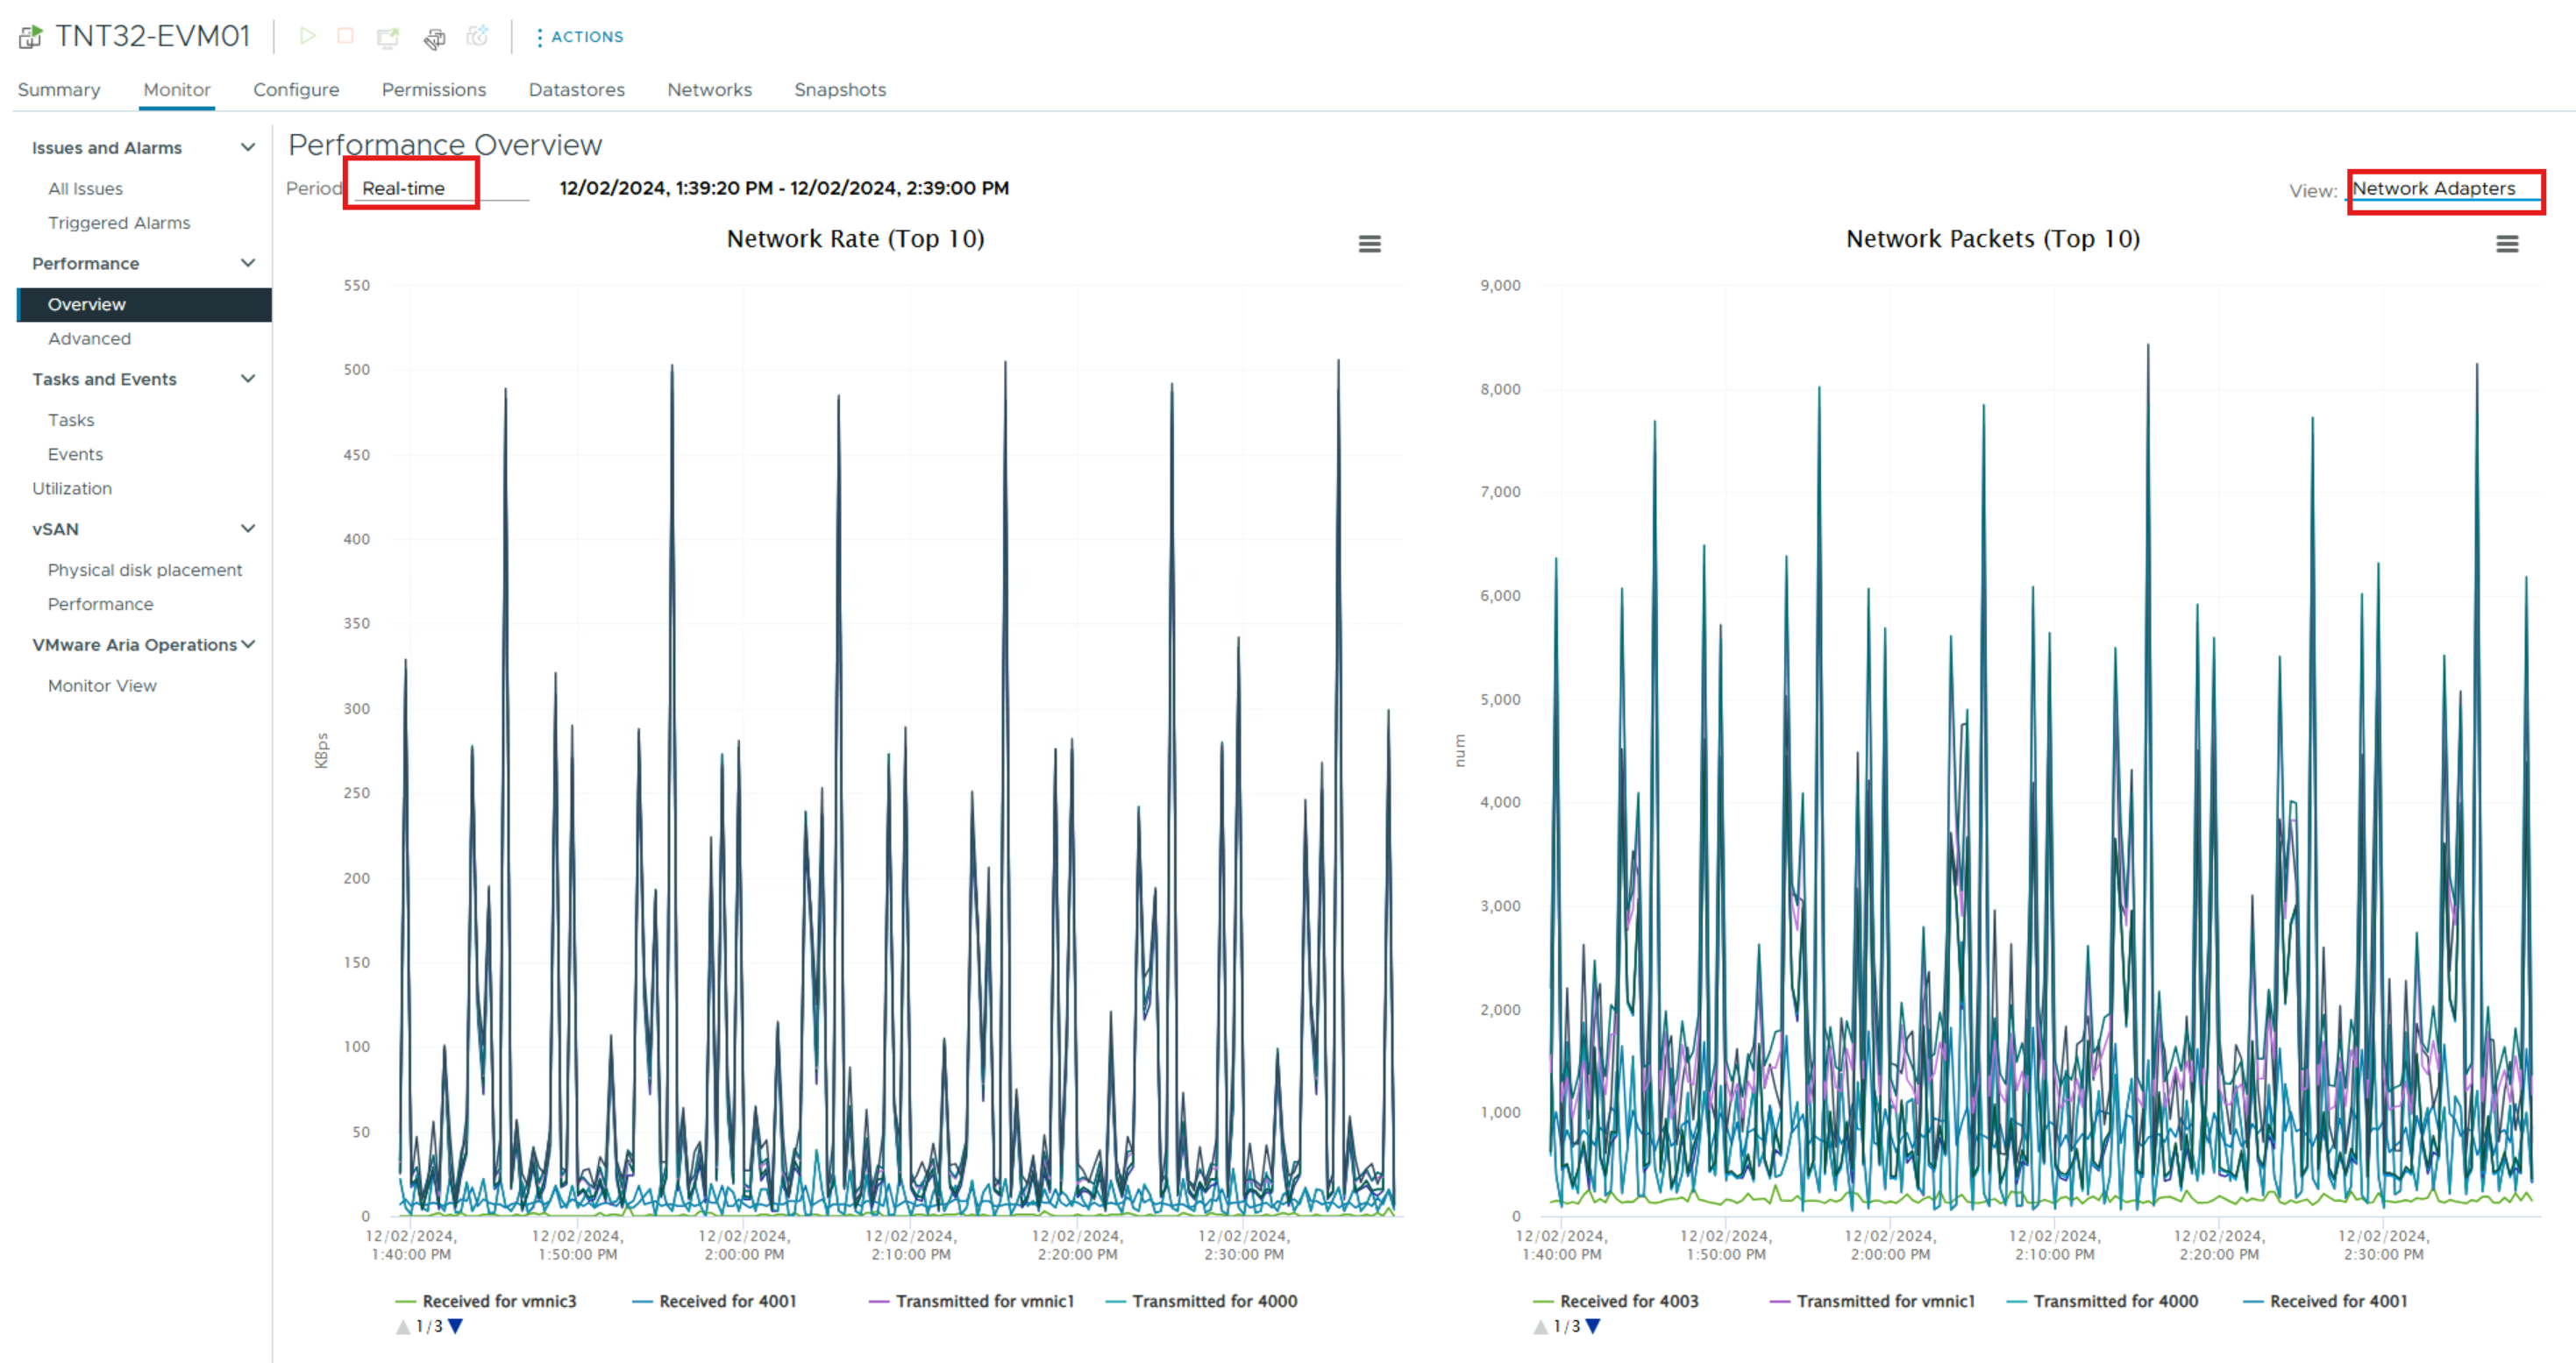 TNT32-EVM01
ACTIONS
Summary Monitor Configure Permissions Datastores Networks Snapshots
Issues and Alarms
All Issues
Triggered Alarms
Performance
Overview
Advanced
Tasks and Events
Tasks
Events
Utilization
vSAN
Physical disk placement
Performance
VMware Aria Operations
Monitor View
Performance Overview
Period Real-time 12/02/2024, 1:39:20 PM - 12/02/2024, 2:39:00 PM View: Network Adapters
Network Rate (Top 10)
550
500
450
400
350
300
250
200
150
100
50
0
KBps
12/02/2024, 12/02/2024, 12/02/2024, 12/02/2024, 12/02/2024, 12/02/2024,
1:40:00 PM 1:50:00 PM 2:00:00 PM 2:10:00 PM 2:20:00 PM 2:30:00 PM
Received for vmnic3 Received for 4001 Transmitted for vmnic1 Transmitted for 4000
1/3
Network Packets (Top 10)
9,000
8,000
7,000
6,000
5,000
4,000
3,000
2,000
1,000
0
num
12/02/2024, 12/02/2024, 12/02/2024, 12/02/2024, 12/02/2024, 12/02/2024,
1:40:00 PM 1:50:00 PM 2:00:00 PM 2:10:00 PM 2:20:00 PM 2:30:00 PM
Received for 4003 Transmitted for vmnic1 Transmitted for 4000 Received for 4001
1/3